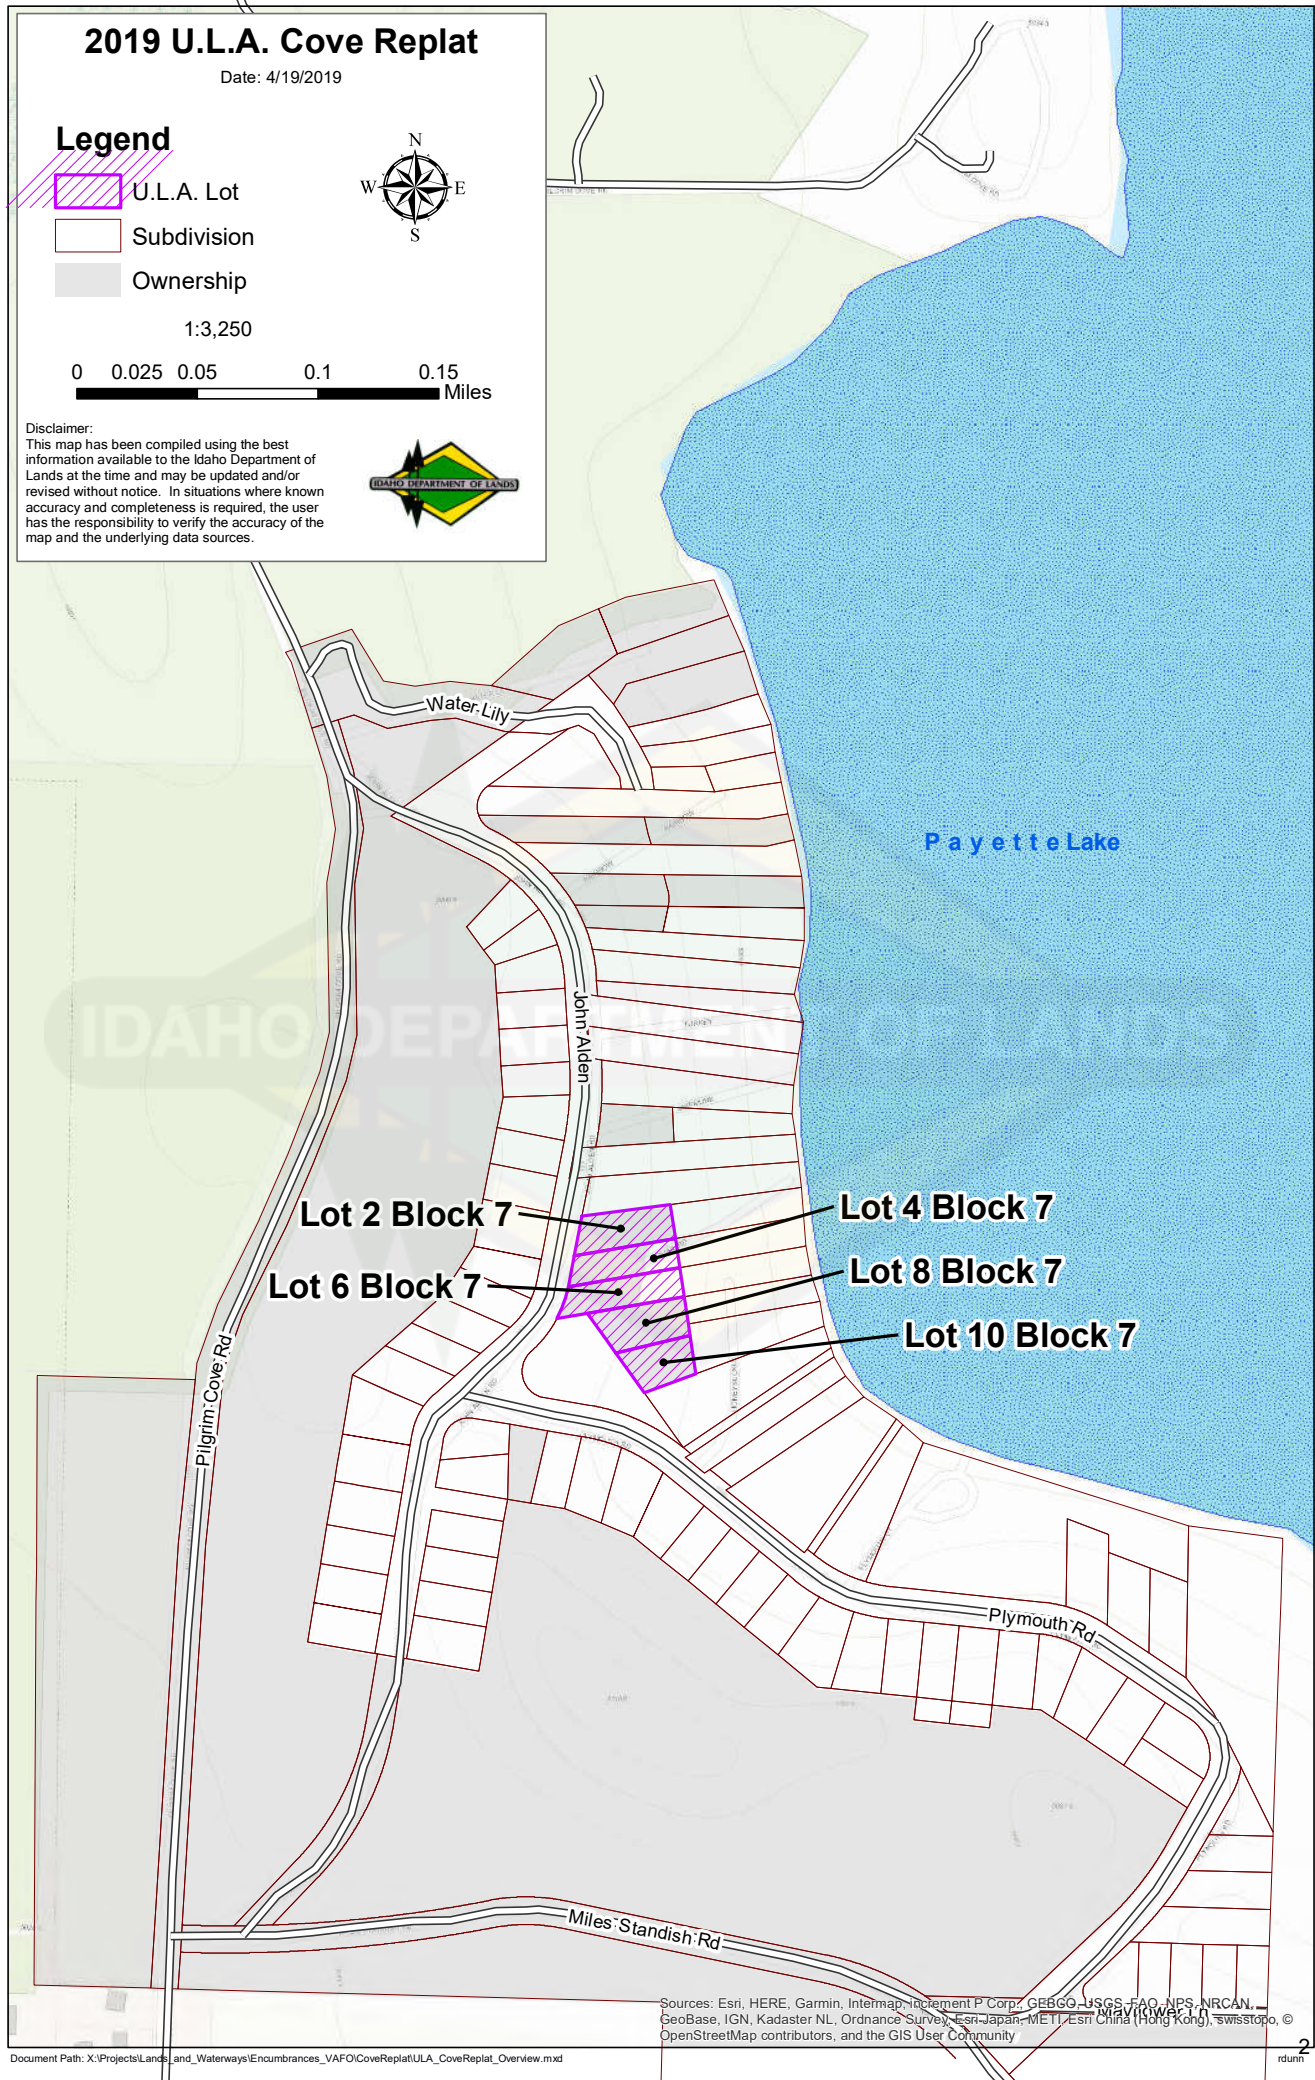 2019 U.L.A. Cove Replat
Date: 4/19/2019
Legend
U.L.A. Lot
Subdivision
Ownership
N
W
E
S
1:3,250
0 0.025 0.05 0.1 0.15
Miles
Disclaimer:
This map has been compiled using the best
information available to the Idaho Department of
Lands at the time and may be updated and/or
revised without notice. In situations where known
accuracy and completeness is required, the user
has the responsibility to verify the accuracy of the
map and the underlying data sources.
IDAHO DEPARTMENT OF LANDS
Water Lily
Payette Lake
IDAHO DEPARTMENT OF LANDS
John Alden
Lot 2 Block 7
Lot 4 Block 7
Lot 6 Block 7
Lot 8 Block 7
Lot 10 Block 7
Pilgrim Cove Rd
Plymouth Rd
Miles Standish Rd
Mayflower Ln
Sources: Esri, HERE, Garmin, Intermap, increment P Corp., GEBCO, USGS, FAO, NPS, NRCAN,
GeoBase, IGN, Kadaster NL, Ordnance Survey, Esri Japan, METI, Esri China (Hong Kong), swisstopo, ©
OpenStreetMap contributors, and the GIS User Community
Document Path: X:\Projects\Lands_and_Waterways\Encumbrances_VAFO\CoveReplat\ULA_CoveReplat_Overview.mxd
2
rdunn